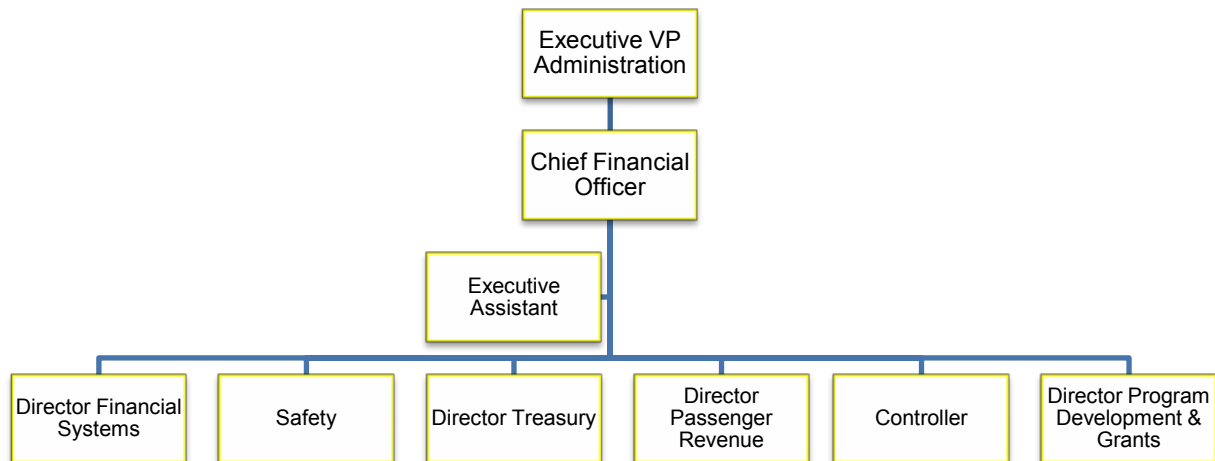 Executive VP
Administration
Chief Financial
Officer
Executive
Assistant
Director Financial
Systems
Safety
Director Treasury
Director
Passenger
Revenue
Controller
Director Program
Development &
Grants